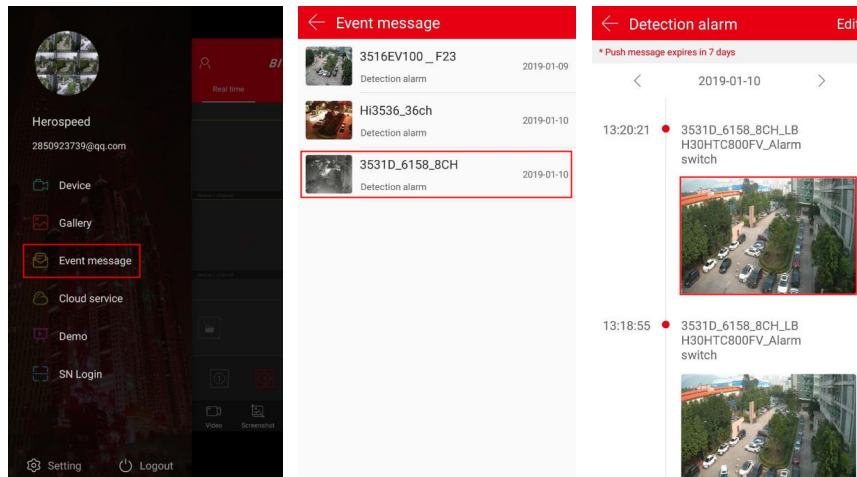 BI
Real time
Herospeed
2850923739@qq.com
Device
Gallery
Event message
Cloud service
Demo
SN Login
Video Screenshot
Setting Logout
Event message
3516EV100 _ F23
Detection alarm
2019-01-09
Hi3536_36ch
Detection alarm
2019-01-10
3531D_6158_8CH
Detection alarm
2019-01-10
Detection alarm Edit
* Push message expires in 7 days
2019-01-10
13:20:21
3531D_6158_8CH_LB
H30HTC800FV_Alarm
switch
13:18:55
3531D_6158_8CH_LB
H30HTC800FV_Alarm
switch